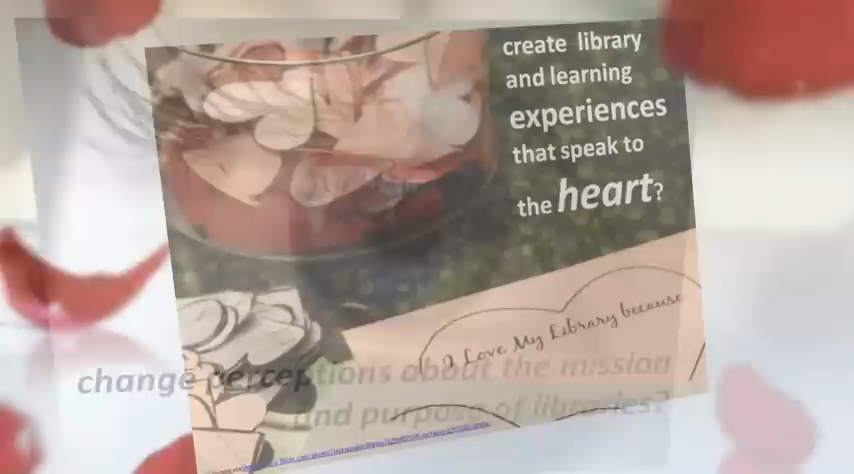 create library
and learning
experiences
that speak to
the heart?
I Love My Library because
change perceptions about the mission
and purpose of libraries?